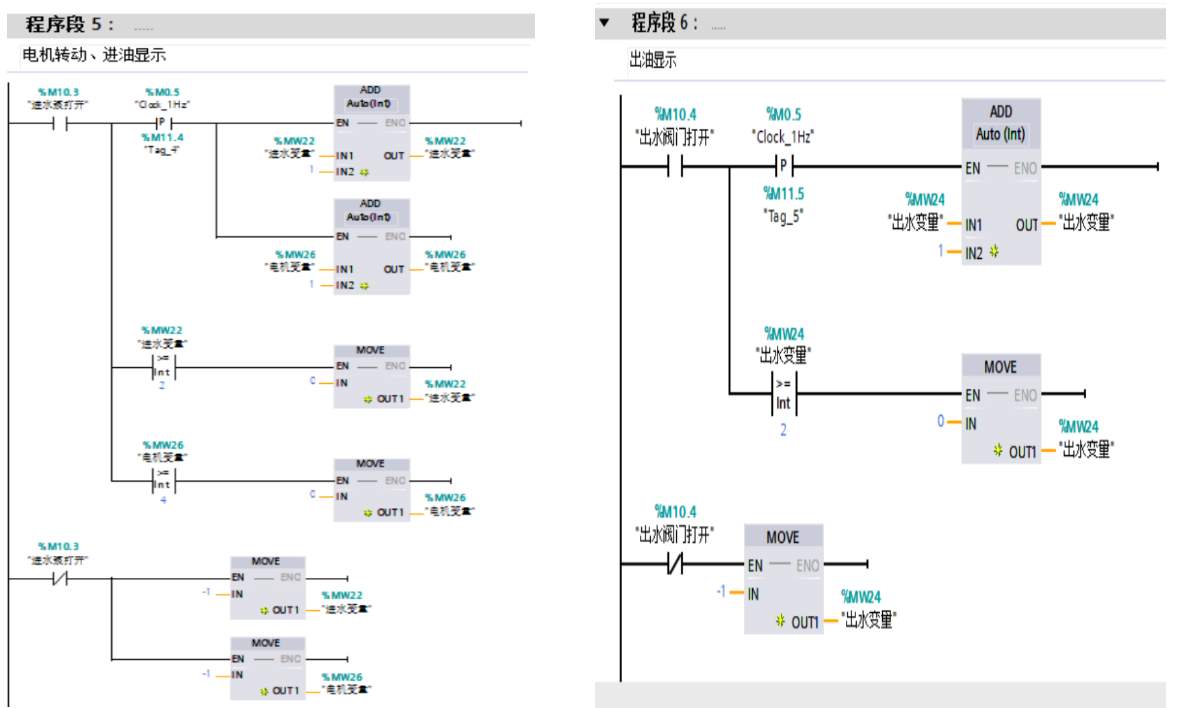 程序段 5： .....
电机转动、进油显示
%M10.3
"进水泵打开"
%M0.5
"Clock_1Hz"
P
%M11.4
"Tag_4"
ADD
Auto (Int)
EN ENO
%MW22
"进水变量"
IN1 OUT
%MW22
"进水变量"
1
IN2
ADD
Auto (Int)
EN ENO
%MW26
"电机变量"
IN1 OUT
%MW26
"电机变量"
1
IN2
%MW22
"进水变量"
>=
Int
2
MOVE
EN ENO
0
IN
OUT1
%MW22
"进水变量"
%MW26
"电机变量"
>=
Int
4
MOVE
EN ENO
0
IN
OUT1
%MW26
"电机变量"
%M10.3
"进水泵打开"
MOVE
EN ENO
-1
IN
OUT1
%MW22
"进水变量"
MOVE
EN ENO
-1
IN
OUT1
%MW26
"电机变量"
程序段 6： .....
出油显示
%M10.4
"出水阀门打开"
%M0.5
"Clock_1Hz"
P
%M11.5
"Tag_5"
ADD
Auto (Int)
EN ENO
%MW24
"出水变量"
IN1 OUT
%MW24
"出水变量"
1
IN2
%MW24
"出水变量"
>=
Int
2
MOVE
EN ENO
0
IN
OUT1
%MW24
"出水变量"
%M10.4
"出水阀门打开"
MOVE
EN ENO
-1
IN
OUT1
%MW24
"出水变量"